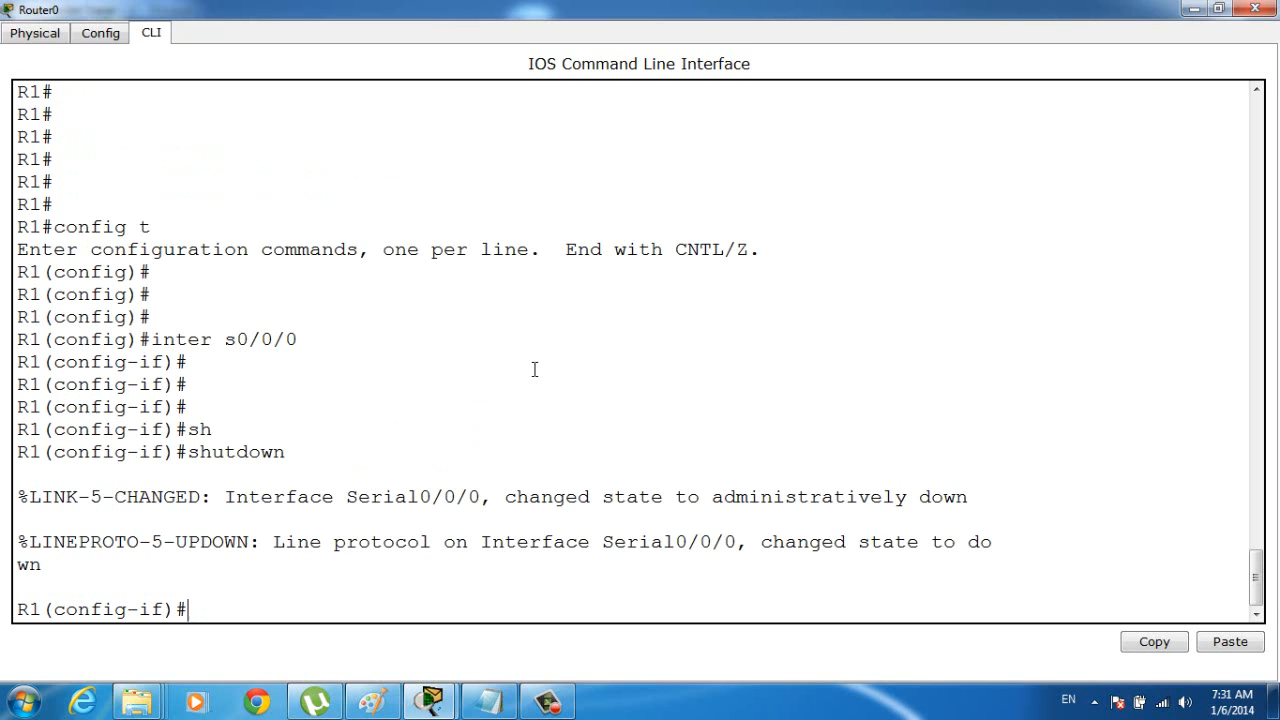 Router0
Physical
Config
CLI
IOS Command Line Interface
R1#
R1#
R1#
R1#
R1#
R1#
R1#config t
Enter configuration commands, one per line.  End with CNTL/Z.
R1(config)#
R1(config)#
R1(config)#
R1(config)#inter s0/0/0
R1(config-if)#
R1(config-if)#
R1(config-if)#
R1(config-if)#sh
R1(config-if)#shutdown
%LINK-5-CHANGED: Interface Serial0/0/0, changed state to administratively down
%LINEPROTO-5-UPDOWN: Line protocol on Interface Serial0/0/0, changed state to do
wn
R1(config-if)#
Copy
Paste
EN
7:31 AM
1/6/2014